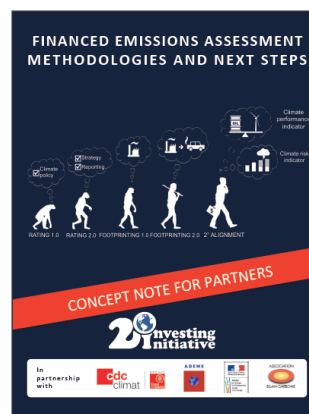 FINANCED EMISSIONS ASSESSMENT
METHODOLOGIES AND NEXT STEPS
Climate
performance
indicator
Climate risk
indicator
Strategy
Reporting
Climate
policy
RATING 1.0
RATING 2.0
FOOTPRINTING 1.0
FOOTPRINTING 2.0
2° ALIGNMENT
CONCEPT NOTE FOR PARTNERS
2° investing
initiative
In
partnership
with
cdc
climat
ADEME
ASSOCIATION